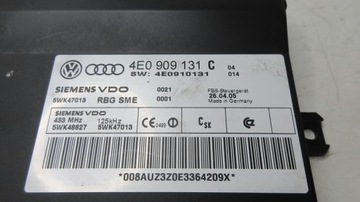 4E0 909 131 C 04
SW: 4E0910131 014
SIEMENS VDO 0021 FBS-Steuergerät
5WK47013 RBG SME 0001 26.04.05
Made in Germany
SIEMENS VDO
433 MHz 125kHz
5WK48827 5WK47013
*008AUZ3Z0E3364209X*